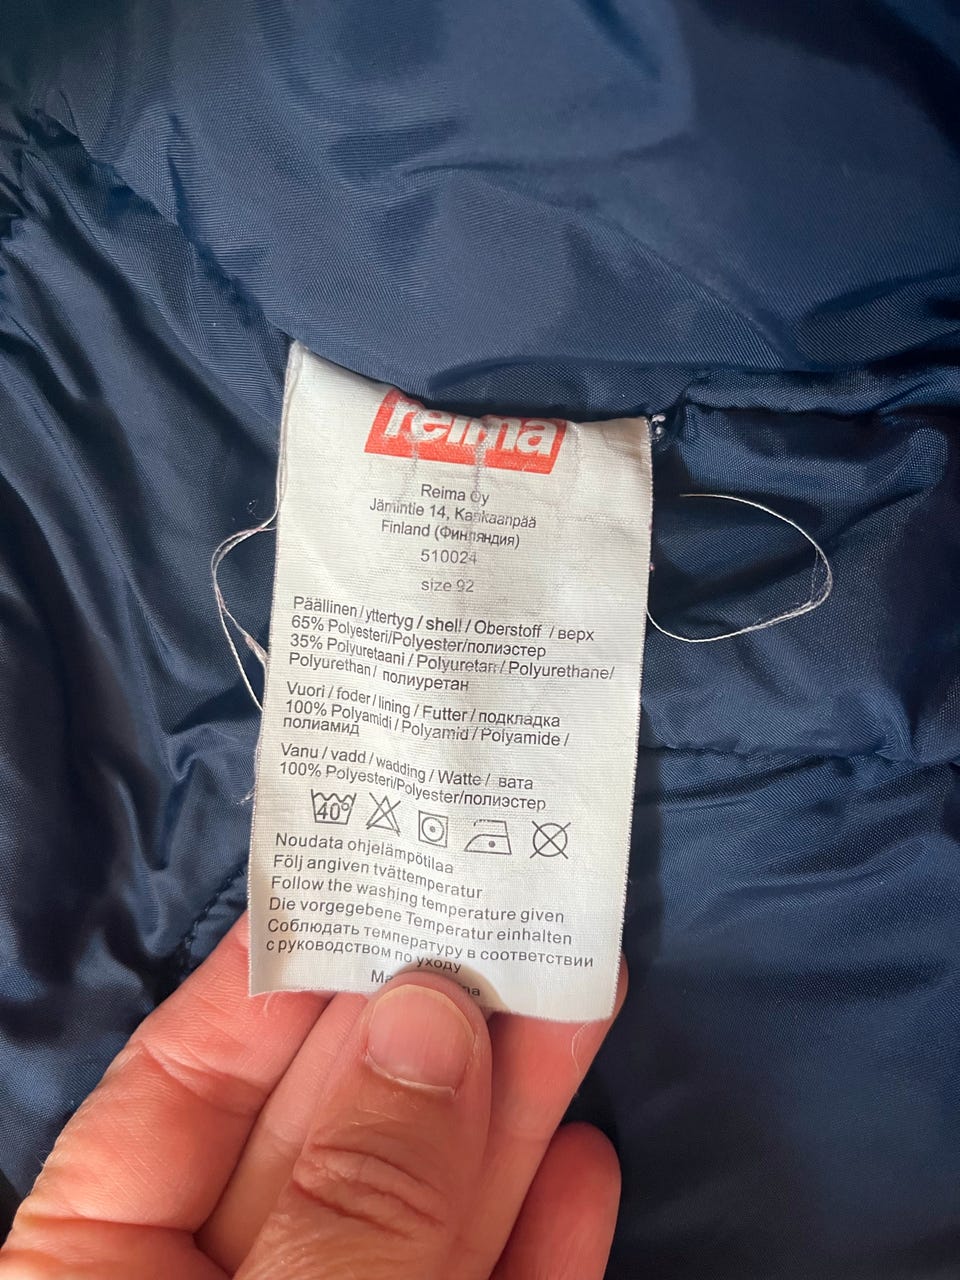 reima
Reima Oy
Jämintie 14, Kankaanpää
Finland (Финляндия)
510024
size 92
Päällinen / yttertyg / shell / Oberstoff / верх
65% Polyesteri/Polyester/полиэстер
35% Polyuretaani / Polyuretan / Polyurethane/
Polyurethan / полиуретан
Vuori / foder / lining / Futter / подкладка
100% Polyamidi / Polyamid / Polyamide /
полиамид
Vanu / vadd / wadding / Watte / вата
100% Polyesteri/Polyester/полиэстер
40°
Noudata ohjelämpötilaa
Följ angiven tvättemperatur
Follow the washing temperature given
Die vorgegebene Temperatur einhalten
Соблюдать температуру в соответствии
с руководством по уходу